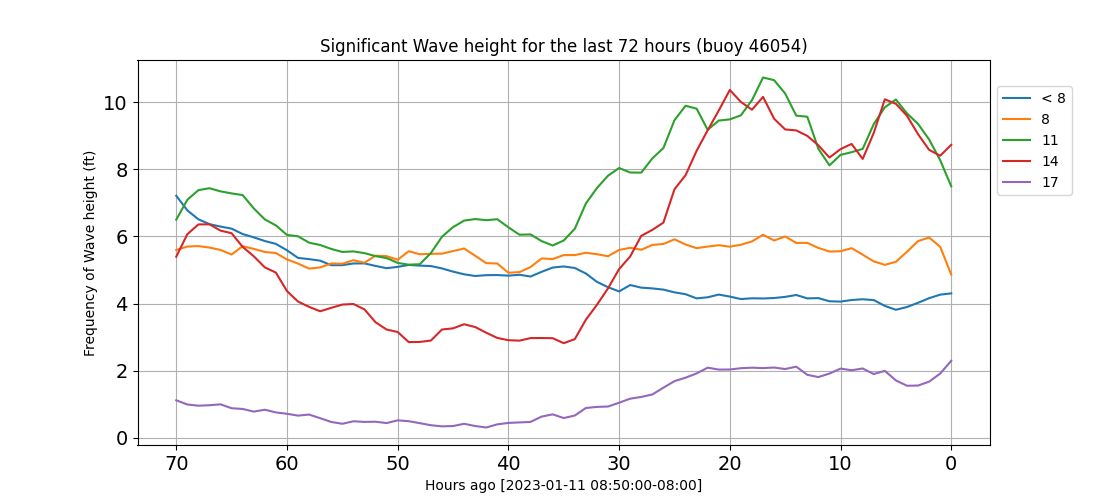 Significant Wave height for the last 72 hours (buoy 46054)
Frequency of Wave height (ft)
10
8
6
4
2
0
70 60 50 40 30 20 10 0
Hours ago [2023-01-11 08:50:00-08:00]
< 8
8
11
14
17